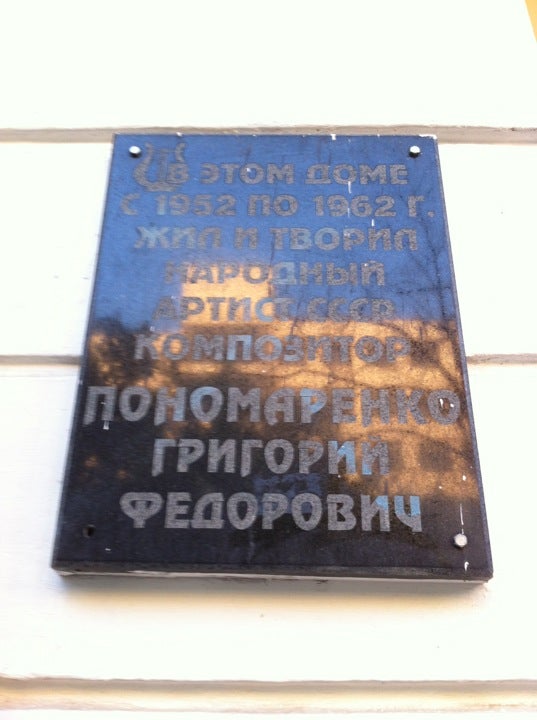 В ЭТОМ ДОМЕ
С 1952 ПО 1962 Г.
ЖИЛ И ТВОРИЛ
НАРОДНЫЙ
АРТИСТ СССР
КОМПОЗИТОР
ПОНОМАРЕНКО
ГРИГОРИЙ
ФЕДОРОВИЧ